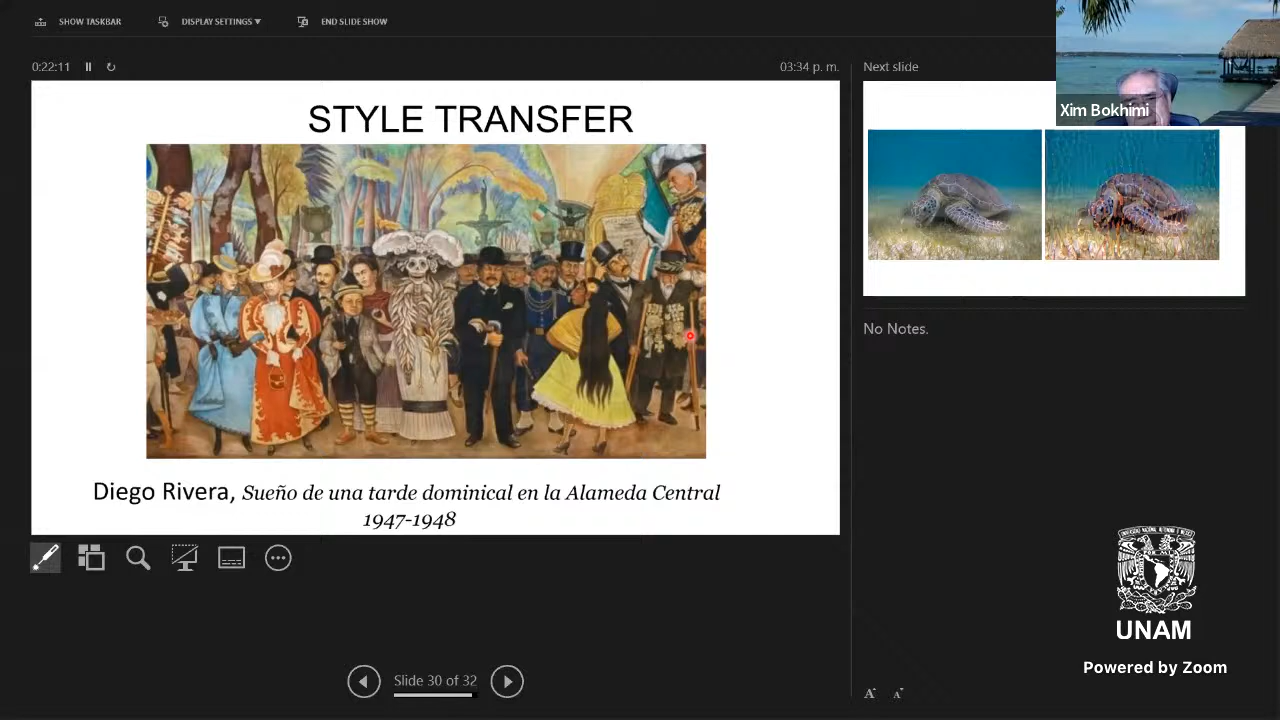 SHOW TASKBAR
DISPLAY SETTINGS ▾
END SLIDE SHOW
0:22:11
03:34 p. m.
Next slide
Xim Bokhimi
STYLE TRANSFER
Diego Rivera, Sueño de una tarde dominical en la Alameda Central
1947-1948
No Notes.
Slide 30 of 32
A A
UNAM
Powered by Zoom